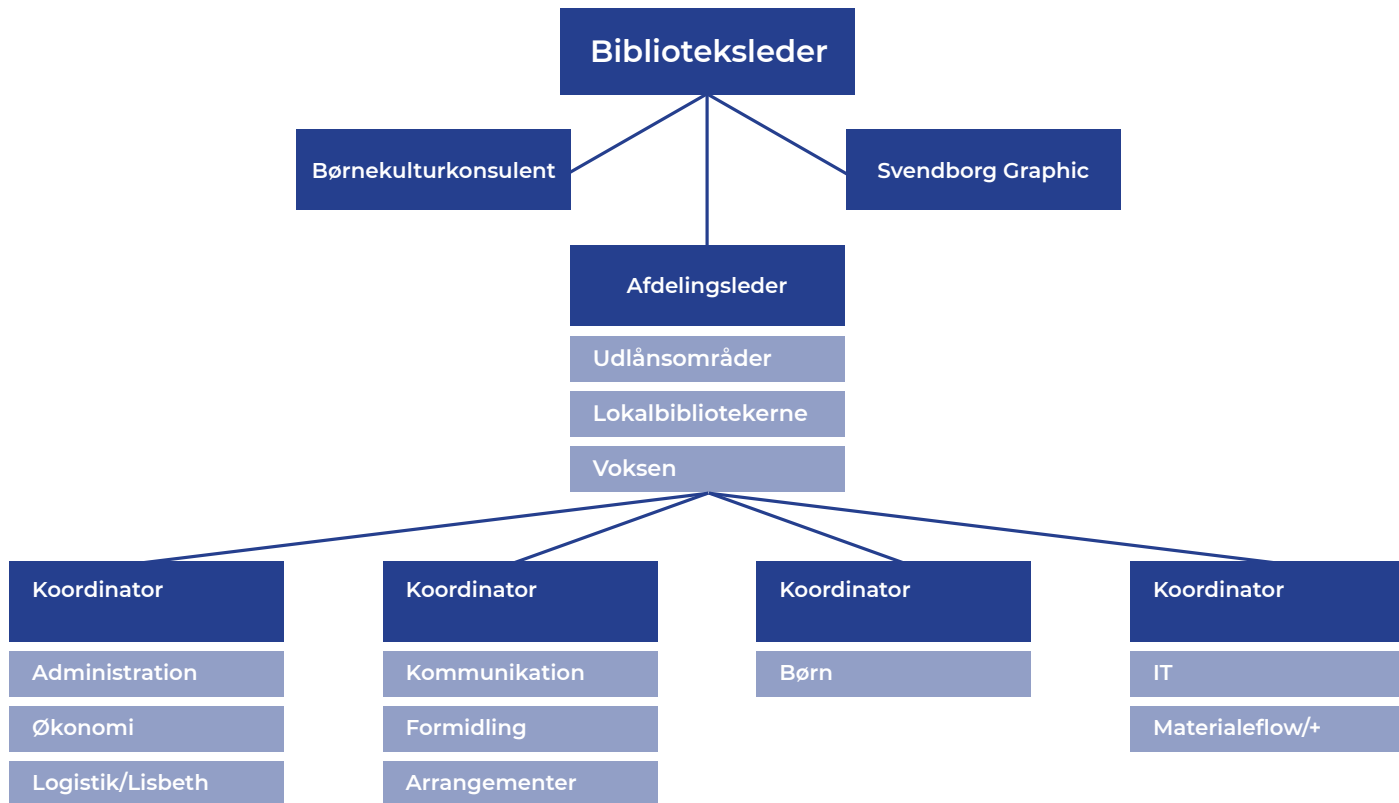 Biblioteksleder
Børnekulturkonsulent
Svendborg Graphic
Afdelingsleder
Udlånsområder
Lokalbibliotekerne
Voksen
Koordinator
Administration
Økonomi
Logistik/Lisbeth
Koordinator
Kommunikation
Formidling
Arrangementer
Koordinator
Børn
Koordinator
IT
Materialeflow/+